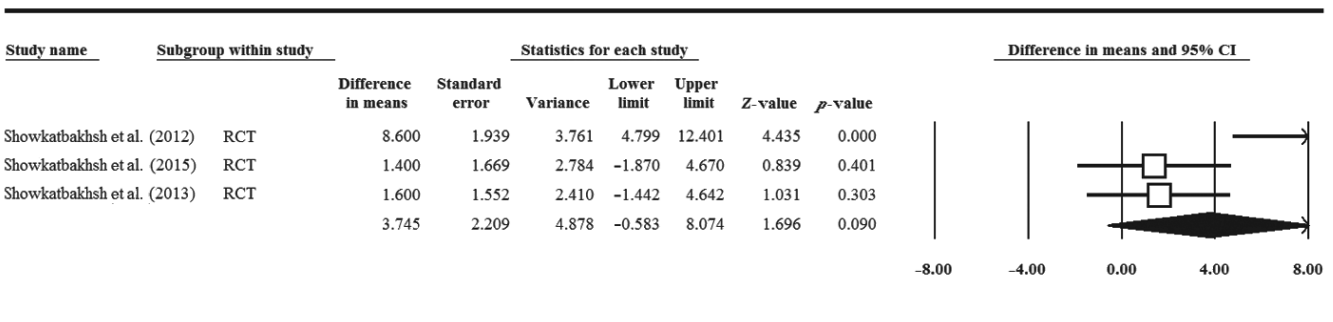 Study name Subgroup within study Statistics for each study Difference in means and 95% CI
Difference in means Standard error Variance Lower limit Upper limit Z-value p-value
Showkatbakhsh et al. (2012) RCT 8.600 1.939 3.761 4.799 12.401 4.435 0.000
Showkatbakhsh et al. (2015) RCT 1.400 1.669 2.784 −1.870 4.670 0.839 0.401
Showkatbakhsh et al. (2013) RCT 1.600 1.552 2.410 −1.442 4.642 1.031 0.303
3.745 2.209 4.878 −0.583 8.074 1.696 0.090
−8.00 −4.00 0.00 4.00 8.00